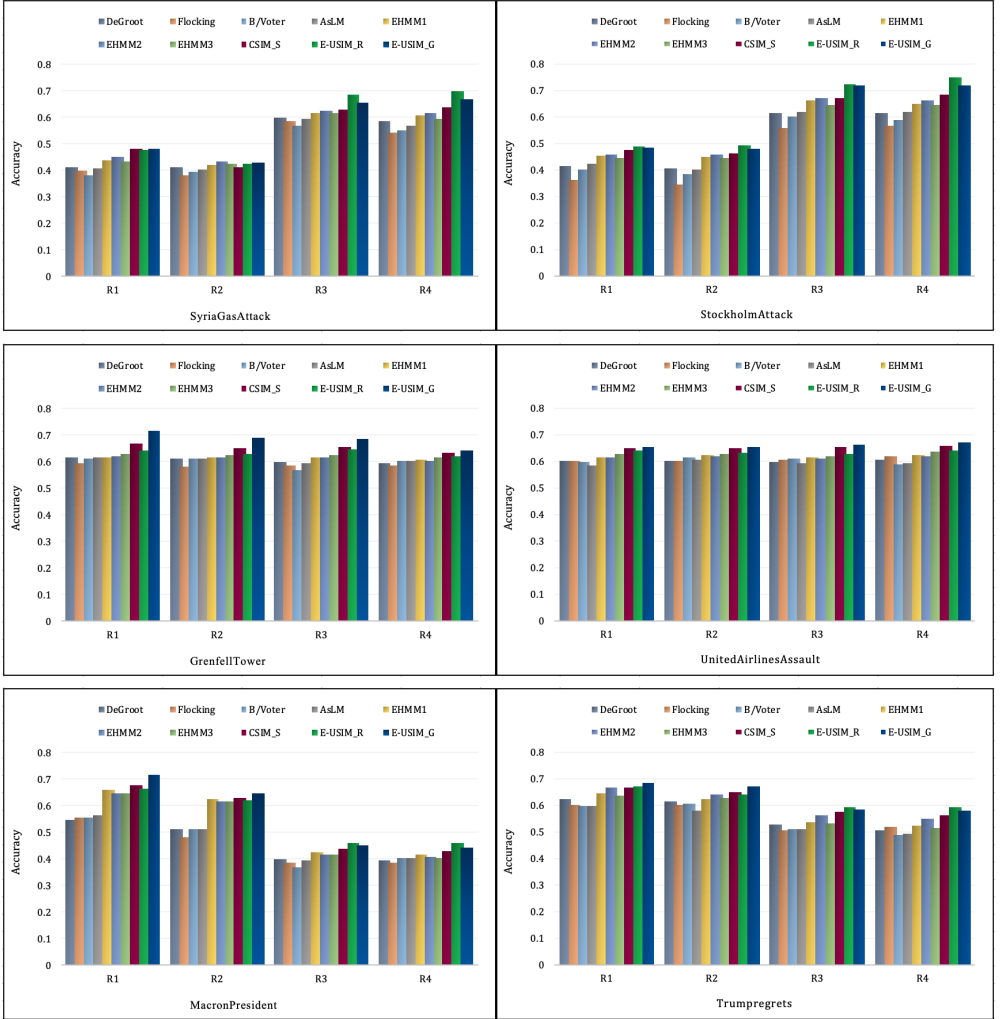 DeGroot Flocking B/Voter AsLM EHMM1
EHMM2 EHMM3 CSIM_S E-USIM_R E-USIM_G
0.8
0.7
0.6
0.5
0.4
0.3
0.2
0.1
0
Accuracy
R1 R2 R3 R4
SyriaGasAttack
DeGroot Flocking B/Voter AsLM EHMM1
EHMM2 EHMM3 CSIM_S E-USIM_R E-USIM_G
0.8
0.7
0.6
0.5
0.4
0.3
0.2
0.1
0
Accuracy
R1 R2 R3 R4
StockholmAttack
DeGroot Flocking B/Voter AsLM EHMM1
EHMM2 EHMM3 CSIM_S E-USIM_R E-USIM_G
0.8
0.7
0.6
0.5
0.4
0.3
0.2
0.1
0
Accuracy
R1 R2 R3 R4
GrenfellTower
DeGroot Flocking B/Voter AsLM EHMM1
EHMM2 EHMM3 CSIM_S E-USIM_R E-USIM_G
0.8
0.7
0.6
0.5
0.4
0.3
0.2
0.1
0
Accuracy
R1 R2 R3 R4
UnitedAirlinesAssault
DeGroot Flocking B/Voter AsLM EHMM1
EHMM2 EHMM3 CSIM_S E-USIM_R E-USIM_G
0.8
0.7
0.6
0.5
0.4
0.3
0.2
0.1
0
Accuracy
R1 R2 R3 R4
MacronPresident
DeGroot Flocking B/Voter AsLM EHMM1
EHMM2 EHMM3 CSIM_S E-USIM_R E-USIM_G
0.8
0.7
0.6
0.5
0.4
0.3
0.2
0.1
0
Accuracy
R1 R2 R3 R4
Trumpregrets